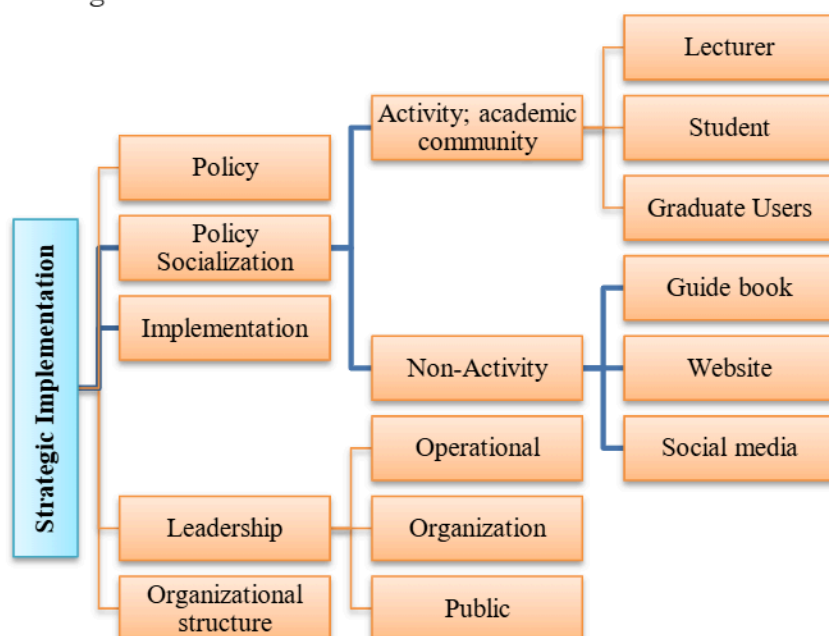 Strategic Implementation
Policy
Policy
Socialization
Implementation
Leadership
Organizational
structure
Activity; academic
community
Non-Activity
Operational
Organization
Public
Lecturer
Student
Graduate Users
Guide book
Website
Social media